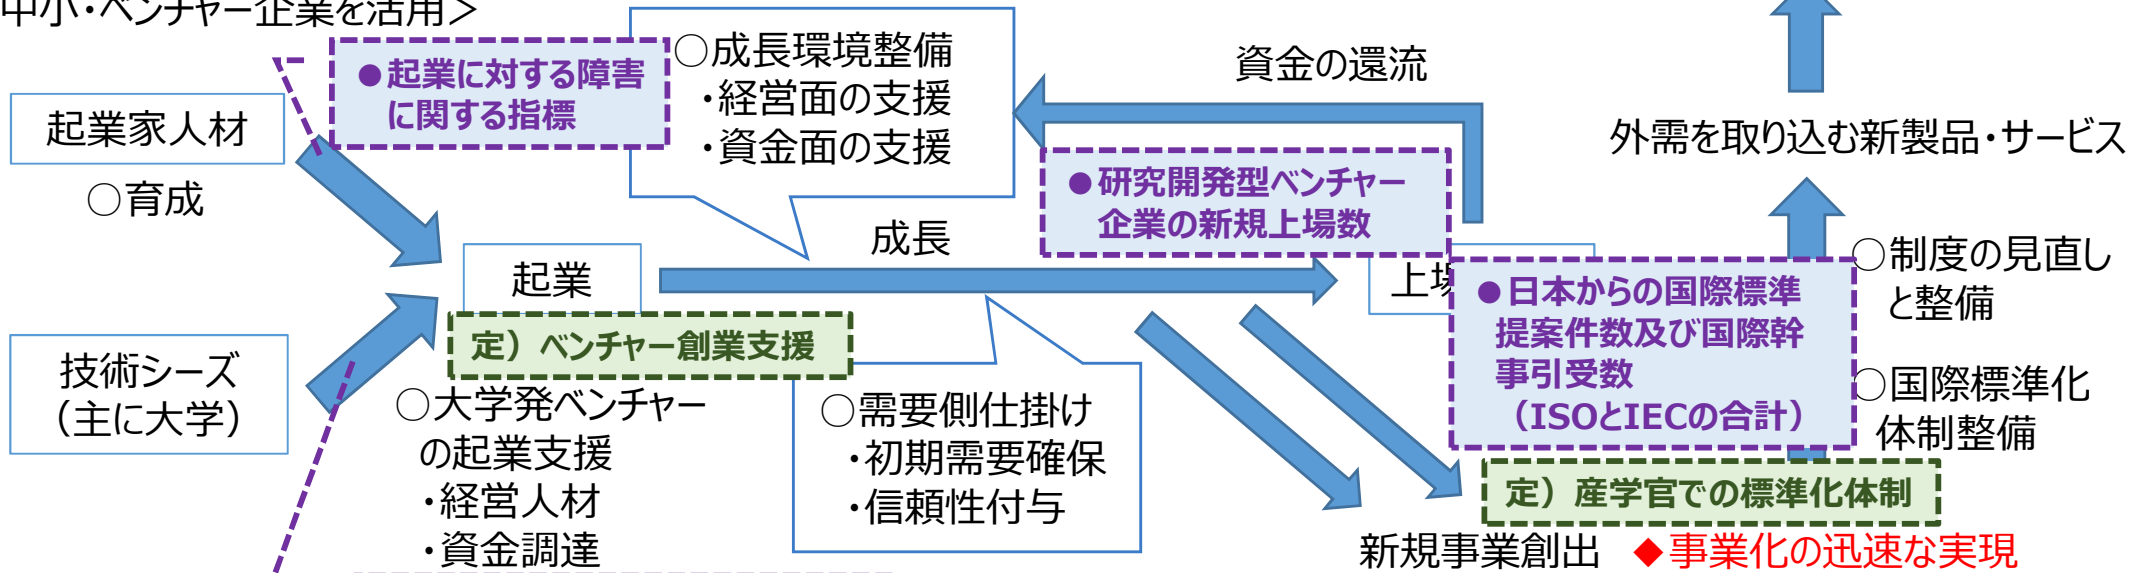 中小・ベンチャー企業を活用＞
●起業に対する障害
に関する指標
○成長環境整備
・経営面の支援
・資金面の支援
資金の還流
起業家人材
○育成
外需を取り込む新製品・サービス
●研究開発型ベンチャー
企業の新規上場数
成長
起業
上場
●日本からの国際標準
提案件数及び国際幹
事引受数
（ISOとIECの合計）
○制度の見直し
と整備
定）ベンチャー創業支援
技術シーズ
（主に大学）
○大学発ベンチャー
の起業支援
・経営人材
・資金調達
○需要側仕掛け
・初期需要確保
・信頼性付与
○国際標準化
体制整備
定）産学官での標準化体制
新規事業創出
◆事業化の迅速な実現